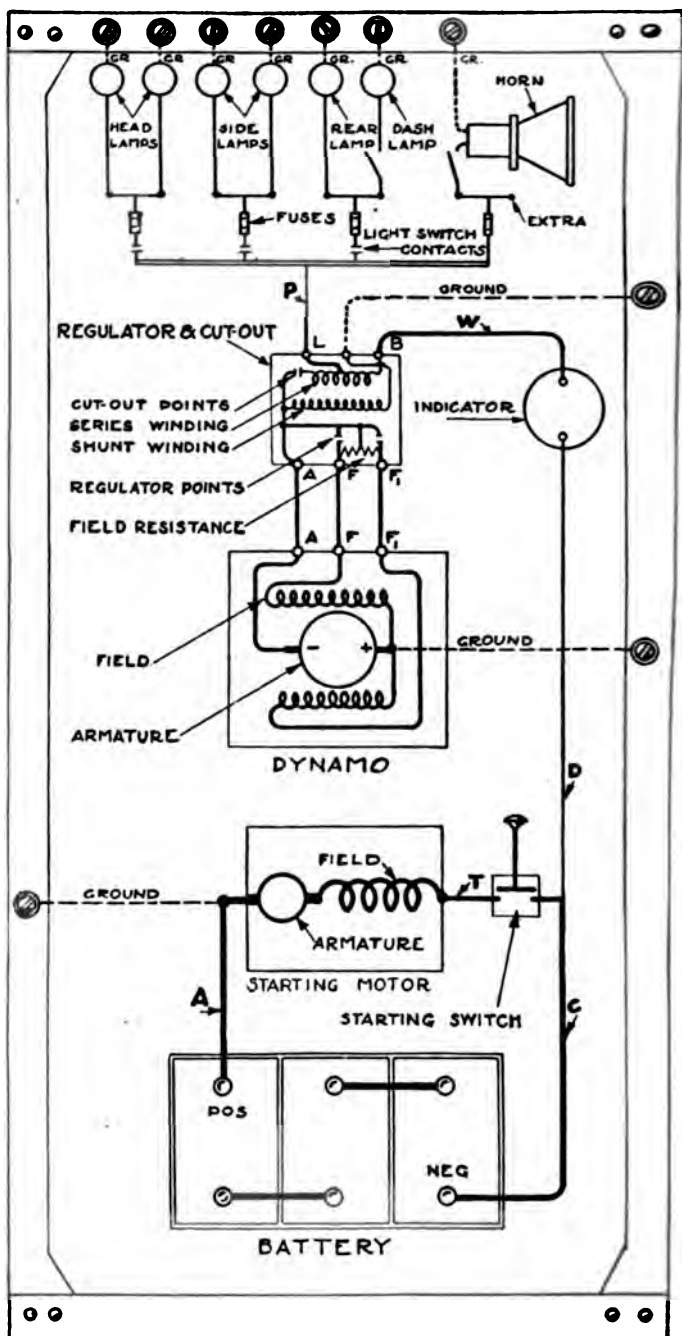 GR. GR. GR. GR. GR. GR. GR.
HORN
HEAD LAMPS
SIDE LAMPS
REAR LAMP
DASH LAMP
FUSES
EXTRA
LIGHT SWITCH CONTACTS
P
GROUND
REGULATOR & CUT-OUT
L
B
W
CUT-OUT POINTS
SERIES WINDING
SHUNT WINDING
INDICATOR
A F F1
REGULATOR POINTS
FIELD RESISTANCE
A F F1
FIELD
- +
GROUND
ARMATURE
DYNAMO
D
FIELD
T
GROUND
ARMATURE
STARTING MOTOR
STARTING SWITCH
A
C
POS
NEG
BATTERY